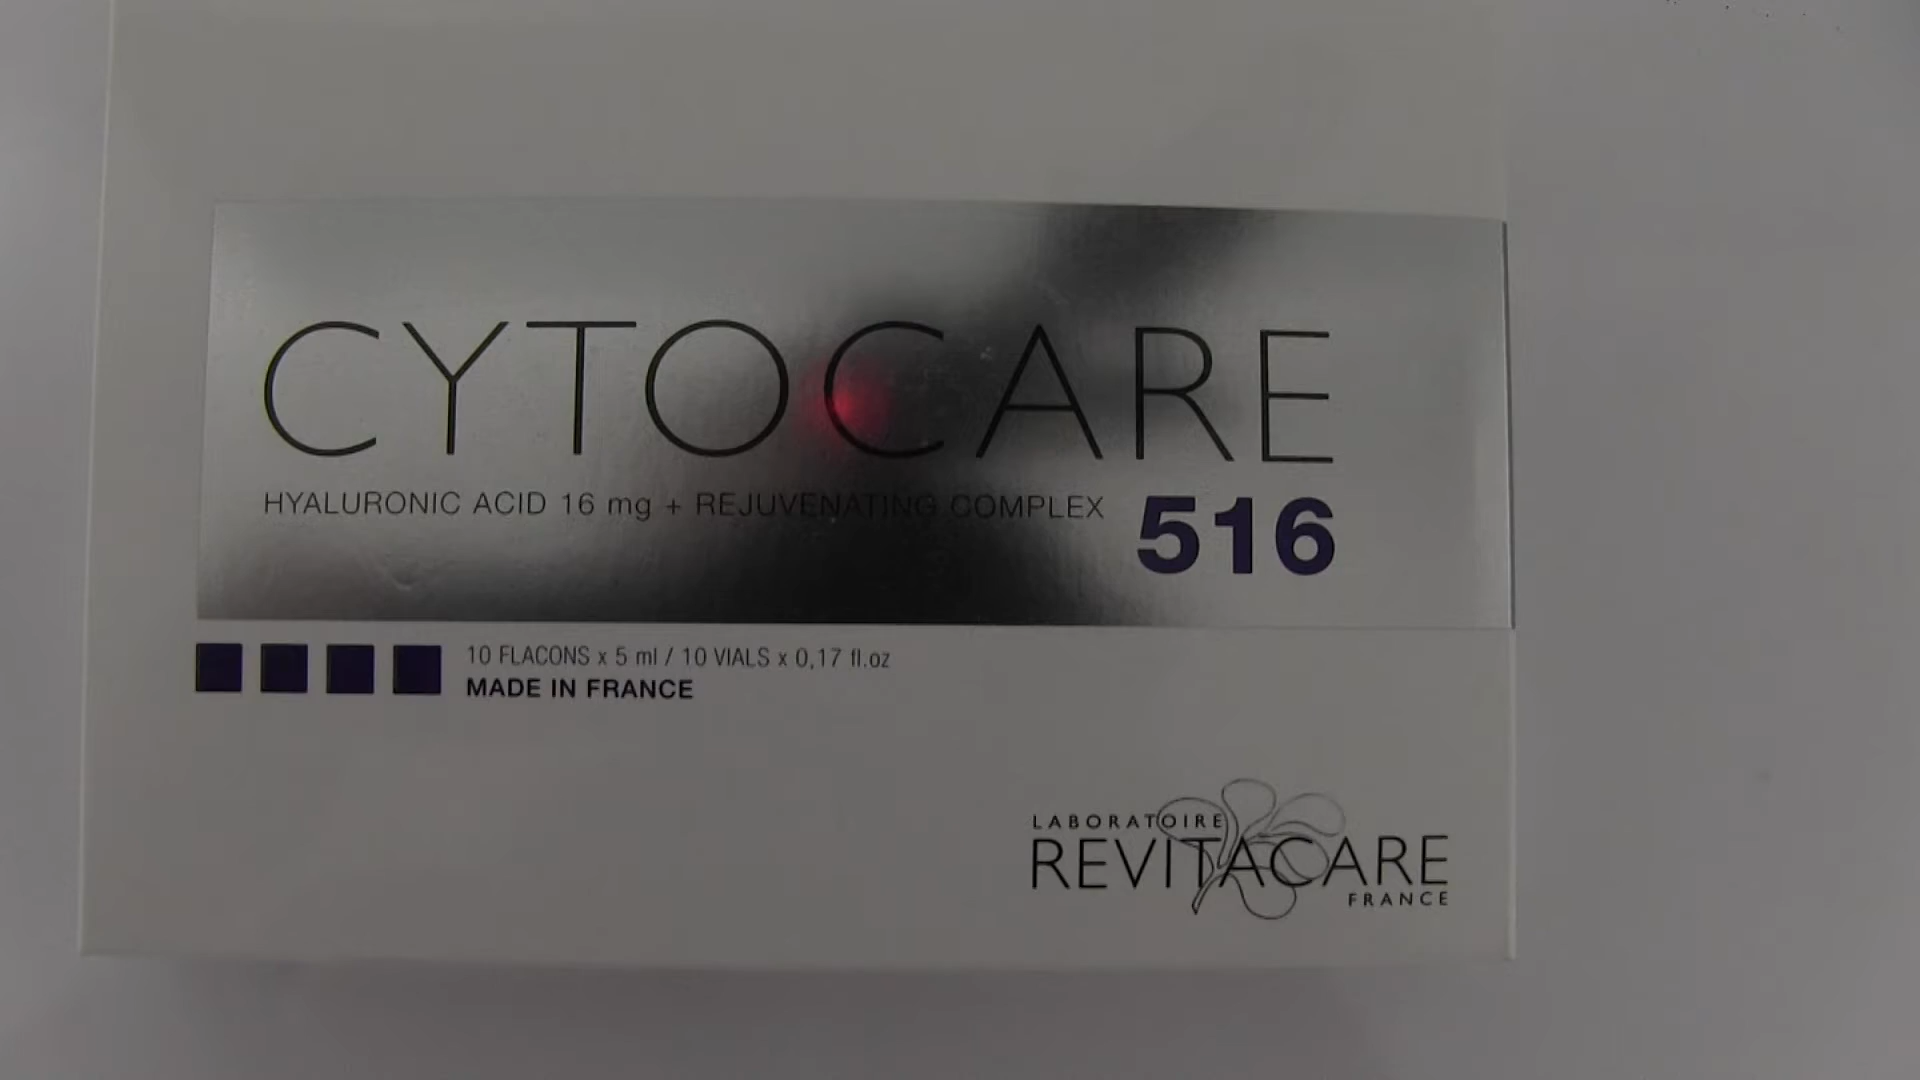 CYTOCARE
HYALURONIC ACID 16 mg + REJUVENATING COMPLEX
516
10 FLACONS x 5 ml / 10 VIALS x 0,17 fl.oz
MADE IN FRANCE
LABORATOIRE
REVITACARE
FRANCE